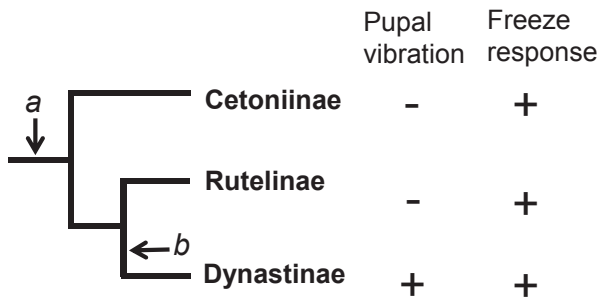 Pupal Freeze
vibration response
a
Cetoniinae - +
Rutelinae - +
b
Dynastinae + +